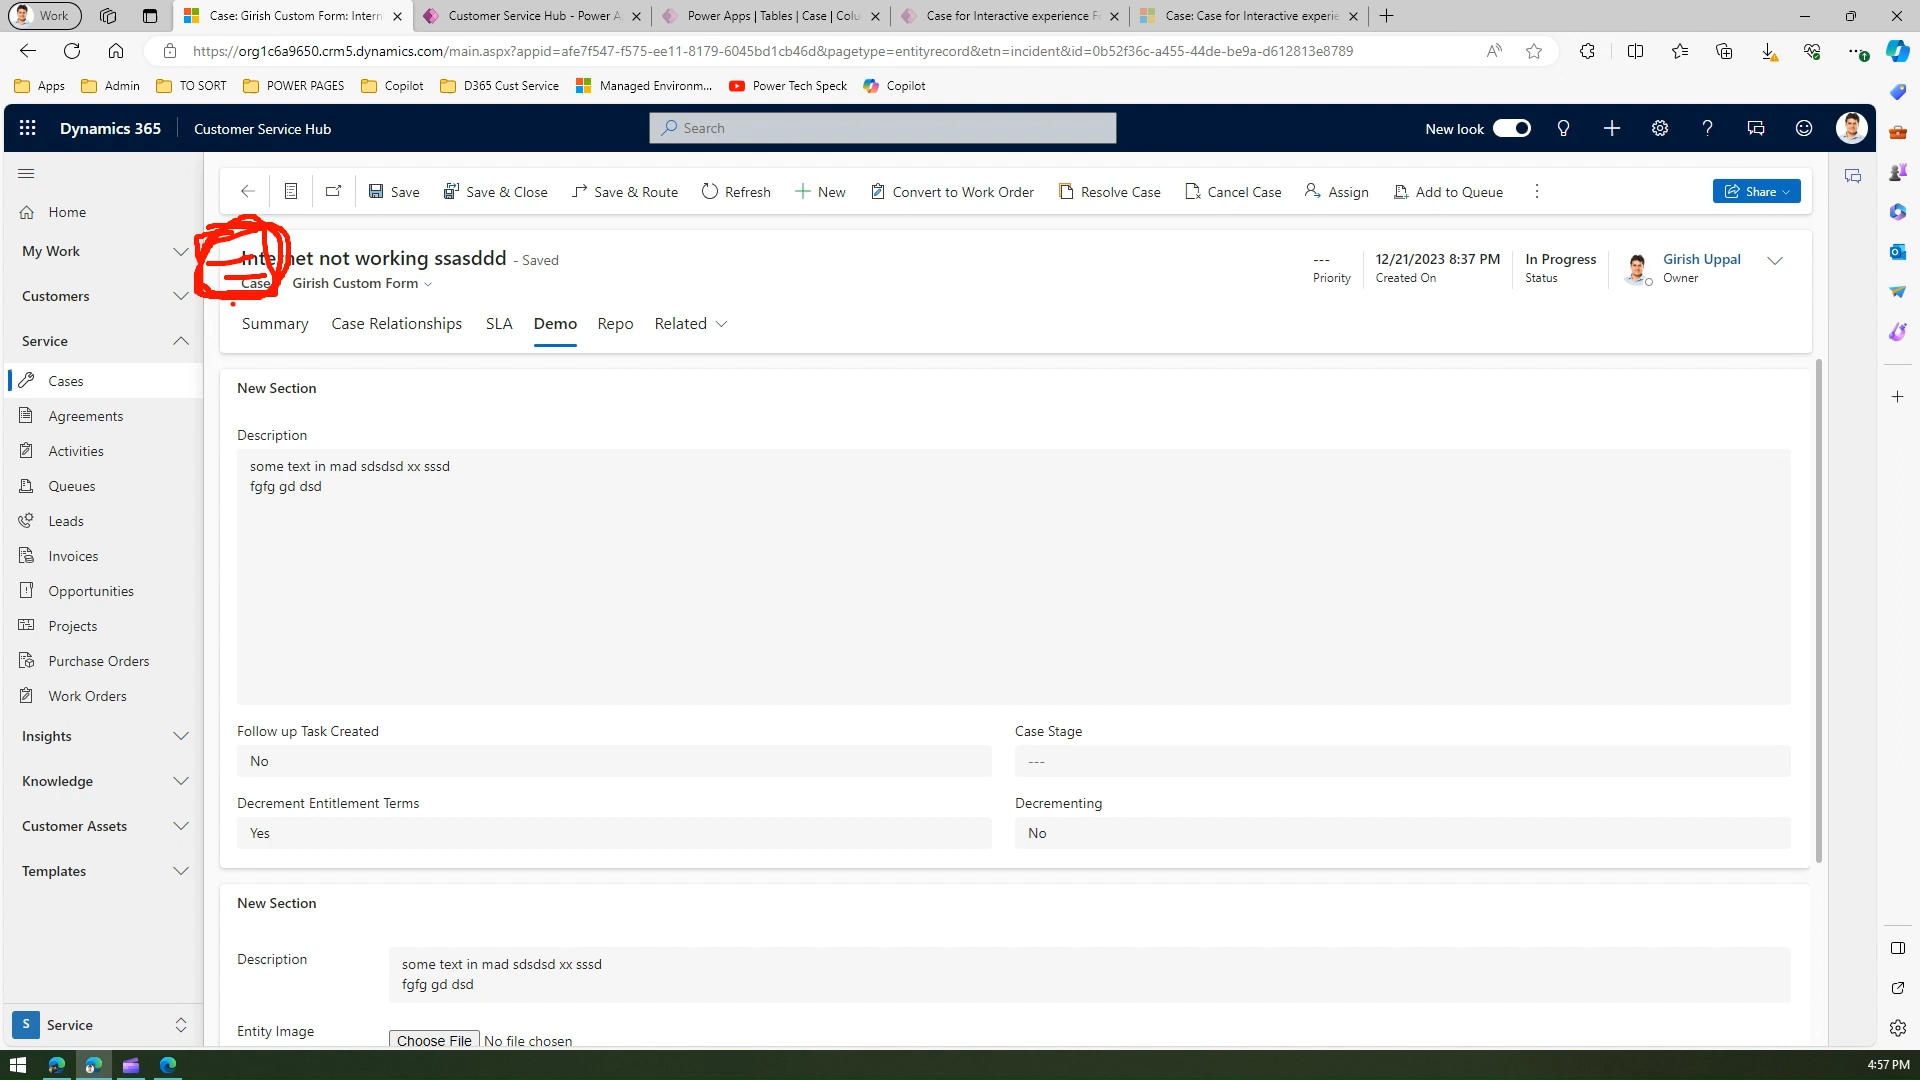 Work
Case: Girish Custom Form: Intern
Customer Service Hub - Power A
Power Apps | Tables | Case | Colu
Case for Interactive experience Fo
Case: Case for Interactive experie
https://org1c6a9650.crm5.dynamics.com/main.aspx?appid=afe7f547-f575-ee11-8179-6045bd1cb46d&pagetype=entityrecord&etn=incident&id=0b52f36c-a455-44de-be9a-d612813e8789
Apps Admin TO SORT POWER PAGES Copilot D365 Cust Service Managed Environm... Power Tech Speck Copilot
Dynamics 365 Customer Service Hub Search New look
Save Save & Close Save & Route Refresh New Convert to Work Order Resolve Case Cancel Case Assign Add to Queue Share
Home
My Work
Customers
Service
Cases
Agreements
Activities
Queues
Leads
Invoices
Opportunities
Projects
Purchase Orders
Work Orders
Insights
Knowledge
Customer Assets
Templates
S Service
Internet not working ssasddd - Saved
Case Girish Custom Form
---
Priority
12/21/2023 8:37 PM
Created On
In Progress
Status
Girish Uppal
Owner
Summary Case Relationships SLA Demo Repo Related
New Section
Description
some text in mad sdsdsd xx sssd
fgfg gd dsd
Follow up Task Created
No
Case Stage
---
Decrement Entitlement Terms
Yes
Decrementing
No
New Section
Description
some text in mad sdsdsd xx sssd
fgfg gd dsd
Entity Image
Choose File No file chosen
4:57 PM